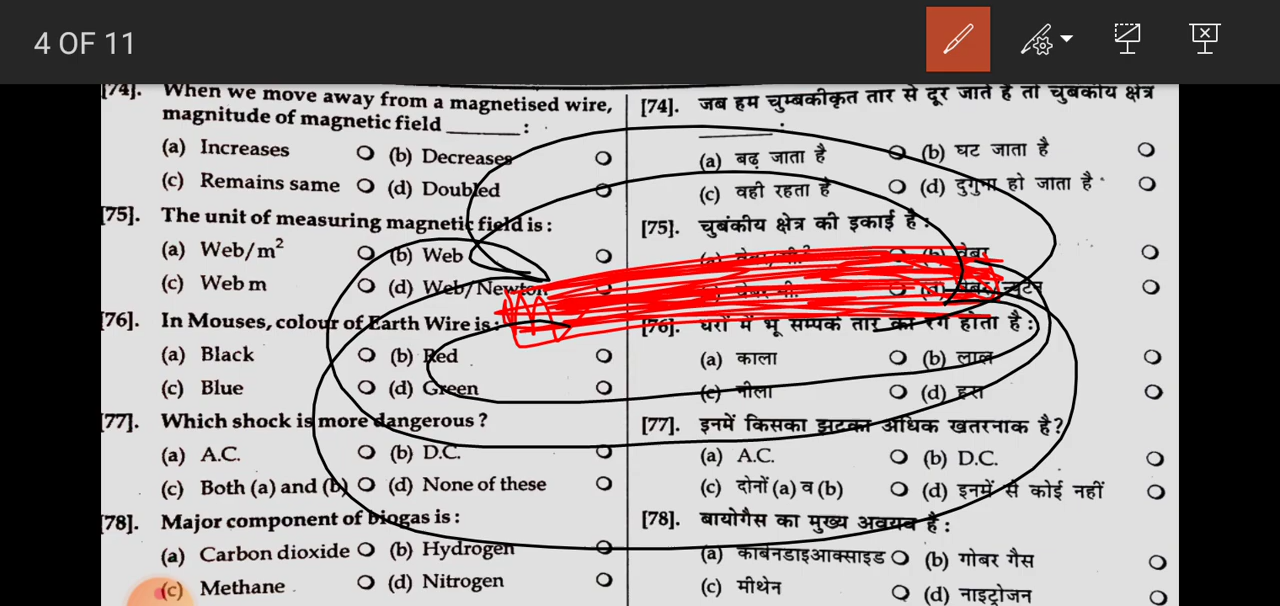 4 OF 11
[74]. When we move away from a magnetised wire,
magnitude of magnetic field ______ :
(a) Increases (b) Decreases
(c) Remains same (d) Doubled
[75]. The unit of measuring magnetic field is :
(a) Web/m² (b) Web
(c) Web m (d) Web/Newton
[76]. In Mouses, colour of Earth Wire is :
(a) Black (b) Red
(c) Blue (d) Green
[77]. Which shock is more dangerous ?
(a) A.C. (b) D.C.
(c) Both (a) and (b) (d) None of these
[78]. Major component of biogas is :
(a) Carbon dioxide (b) Hydrogen
(c) Methane (d) Nitrogen
[74]. जब हम चुम्बकीकृत तार से दूर जाते हैं तो चुबंकीय क्षेत्र
______ :
(a) बढ़ जाता है (b) घट जाता है
(c) वही रहता है (d) दुगुना हो जाता है
[75]. चुबंकीय क्षेत्र की इकाई है :
(b) वेबर
[76]. घरों में भू सम्पर्क तार का रंग होता है :
(a) काला (b) लाल
(c) नीला (d) हरा
[77]. इनमें किसका झटका अधिक खतरनाक है?
(a) A.C. (b) D.C.
(c) दोनों (a) व (b) (d) इनमें से कोई नहीं
[78]. बायोगैस का मुख्य अवयव है :
(a) कार्बनडाइआक्साइड (b) गोबर गैस
(c) मीथेन (d) नाइट्रोजन